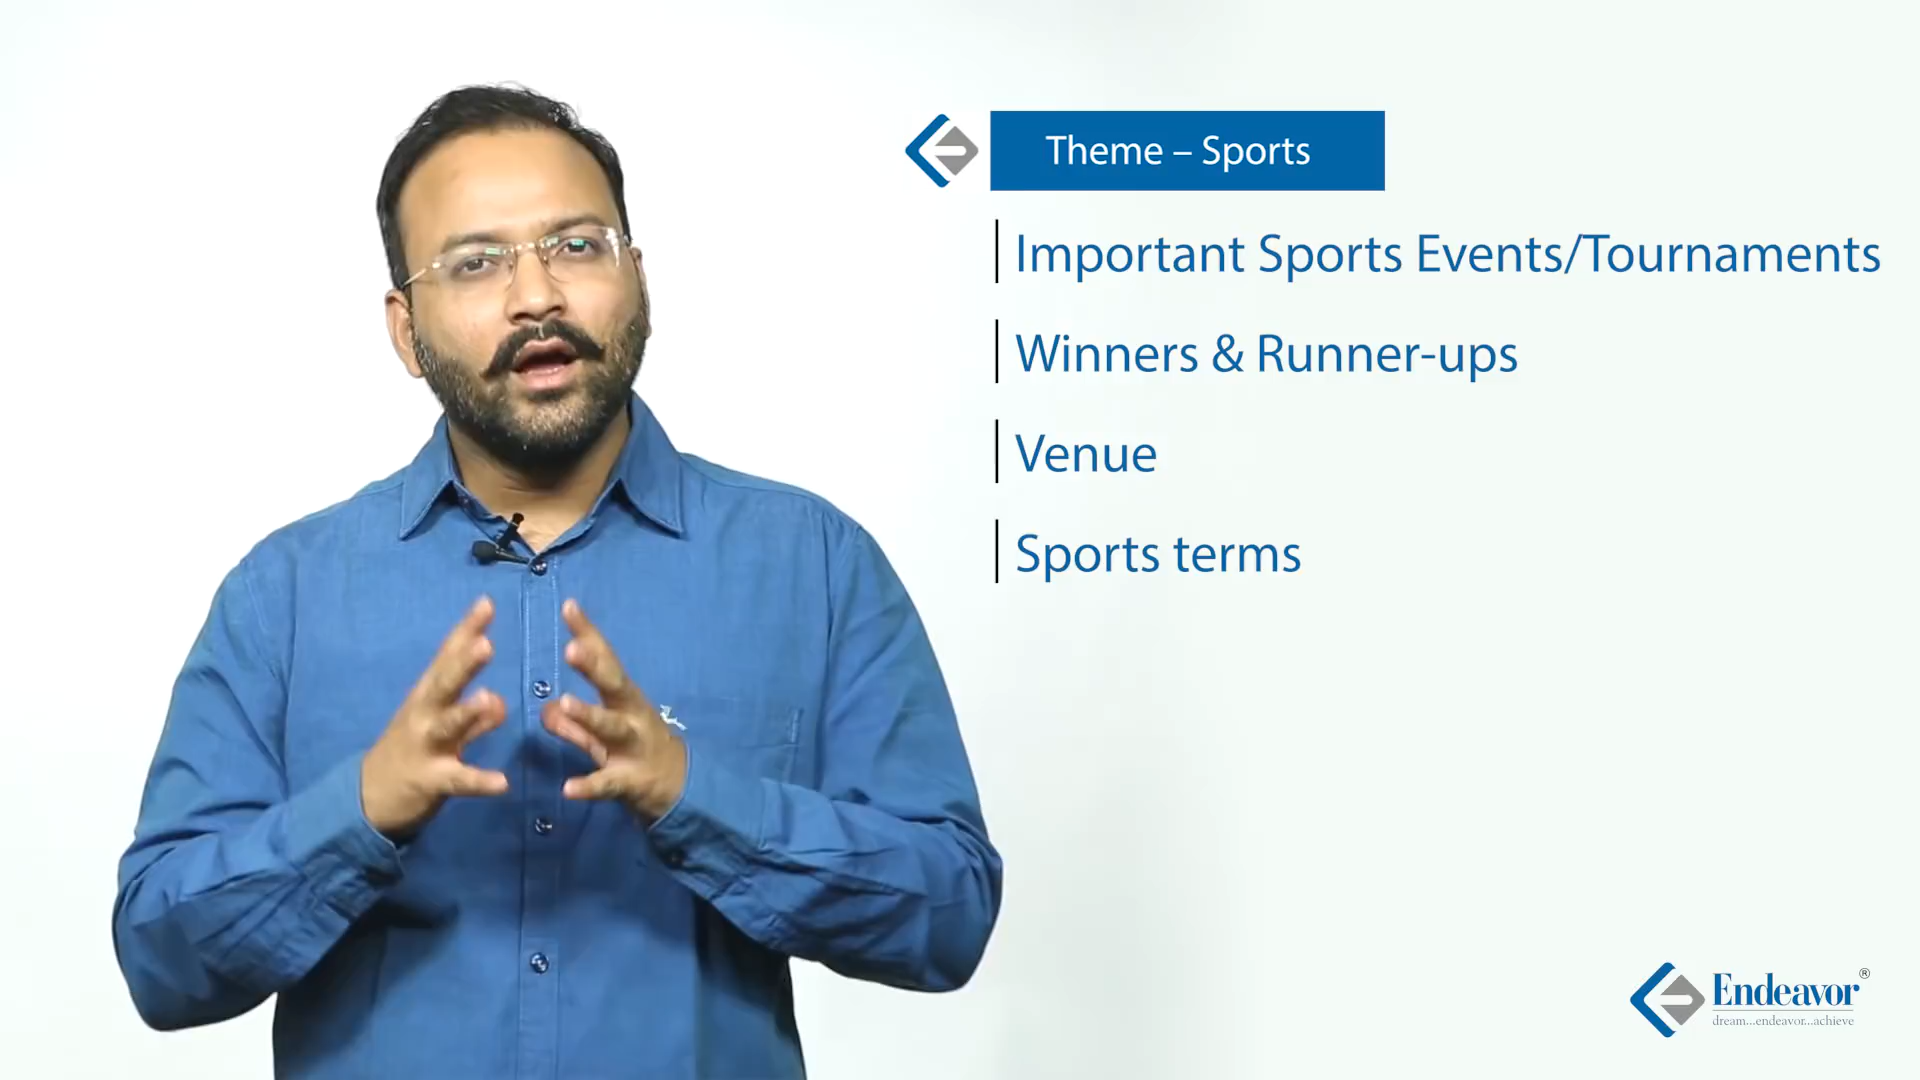 Theme – Sports
Important Sports Events/Tournaments
Winners & Runner-ups
Venue
Sports terms
Endeavor®
dream...endeavor...achieve